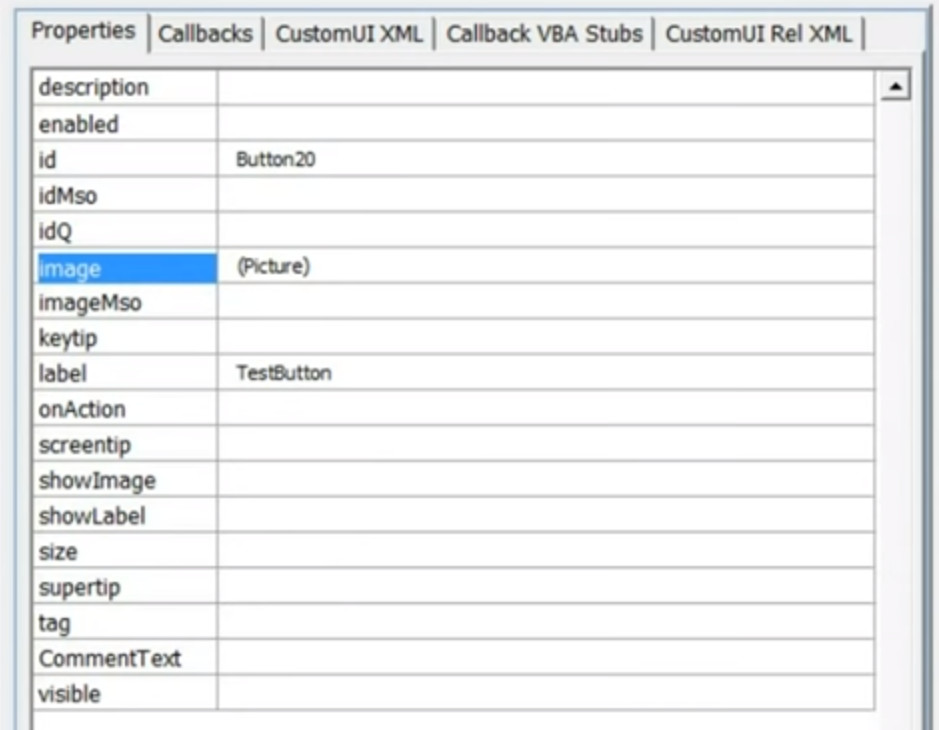 Properties Callbacks CustomUI XML Callback VBA Stubs CustomUI Rel XML
description
enabled
id Button20
idMso
idQ
image (Picture)
imageMso
keytip
label TestButton
onAction
screentip
showImage
showLabel
size
supertip
tag
CommentText
visible